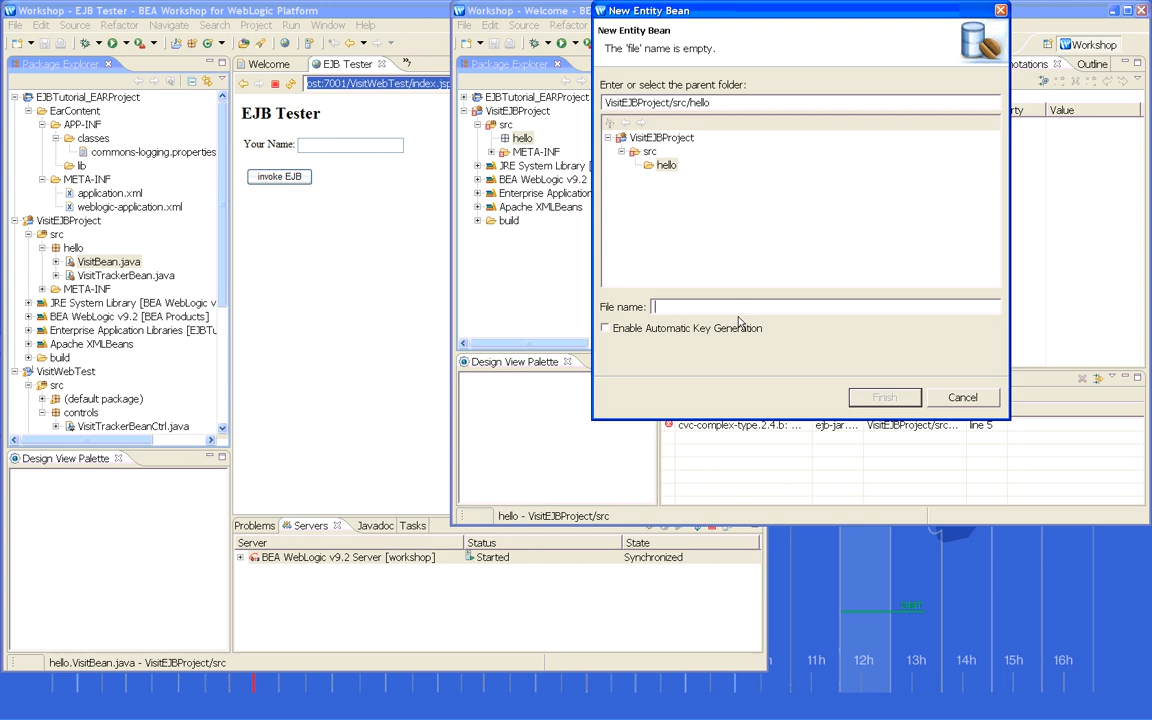 Workshop - EJB Tester - BEA Workshop for WebLogic Platform
File Edit Source Refactor Navigate Search Project Run Window Help
Package Explorer
EJBTutorial_EARProject
EarContent
APP-INF
classes
commons-logging.properties
lib
META-INF
application.xml
weblogic-application.xml
VisitEJBProject
src
hello
VisitBean.java
VisitTrackerBean.java
META-INF
JRE System Library [BEA WebLogic v
BEA WebLogic v9.2 [BEA Products]
Enterprise Application Libraries [EJBTu
Apache XMLBeans
build
VisitWebTest
src
(default package)
controls
VisitTrackerBeanCtrl.java
Design View Palette
Welcome EJB Tester
ost:7001/VisitWebTest/index.jsp
EJB Tester
Your Name:
invoke EJB
Problems Servers Javadoc Tasks
Server Status State
BEA WebLogic v9.2 Server [workshop] Started Synchronized
hello.VisitBean.java - VisitEJBProject/src
Workshop - Welcome - BEA Wor
File Edit Source Refactor
Package Explorer
EJBTutorial_EARProject
VisitEJBProject
src
hello
META-INF
JRE System Library [
BEA WebLogic v9.2
Enterprise Application
Apache XMLBeans
build
Design View Palette
Workshop
notations Outline
rty Value
cvc-complex-type.2.4.b: ... ejb-jar.... VisitEJBProject/src... line 5
hello - VisitEJBProject/src
New Entity Bean
New Entity Bean
The 'file' name is empty.
Enter or select the parent folder:
VisitEJBProject/src/hello
VisitEJBProject
src
hello
File name:
Enable Automatic Key Generation
Finish Cancel
11h 12h 13h 14h 15h 16h